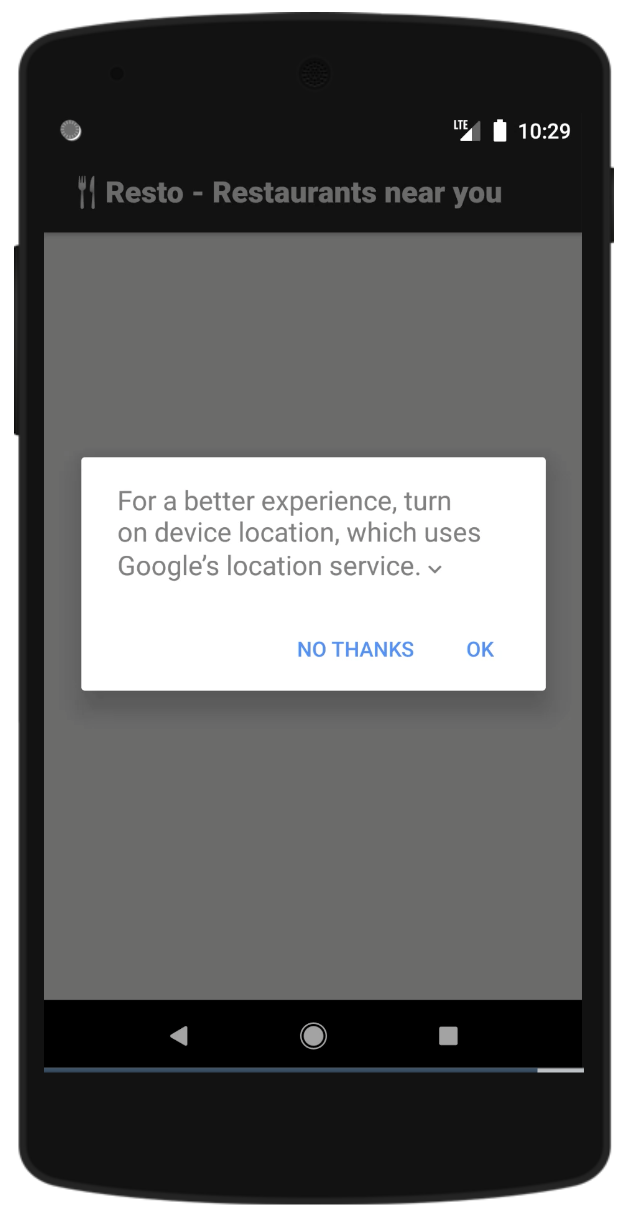 LTE 10:29
Resto - Restaurants near you
For a better experience, turn
on device location, which uses
Google’s location service.
NO THANKS OK